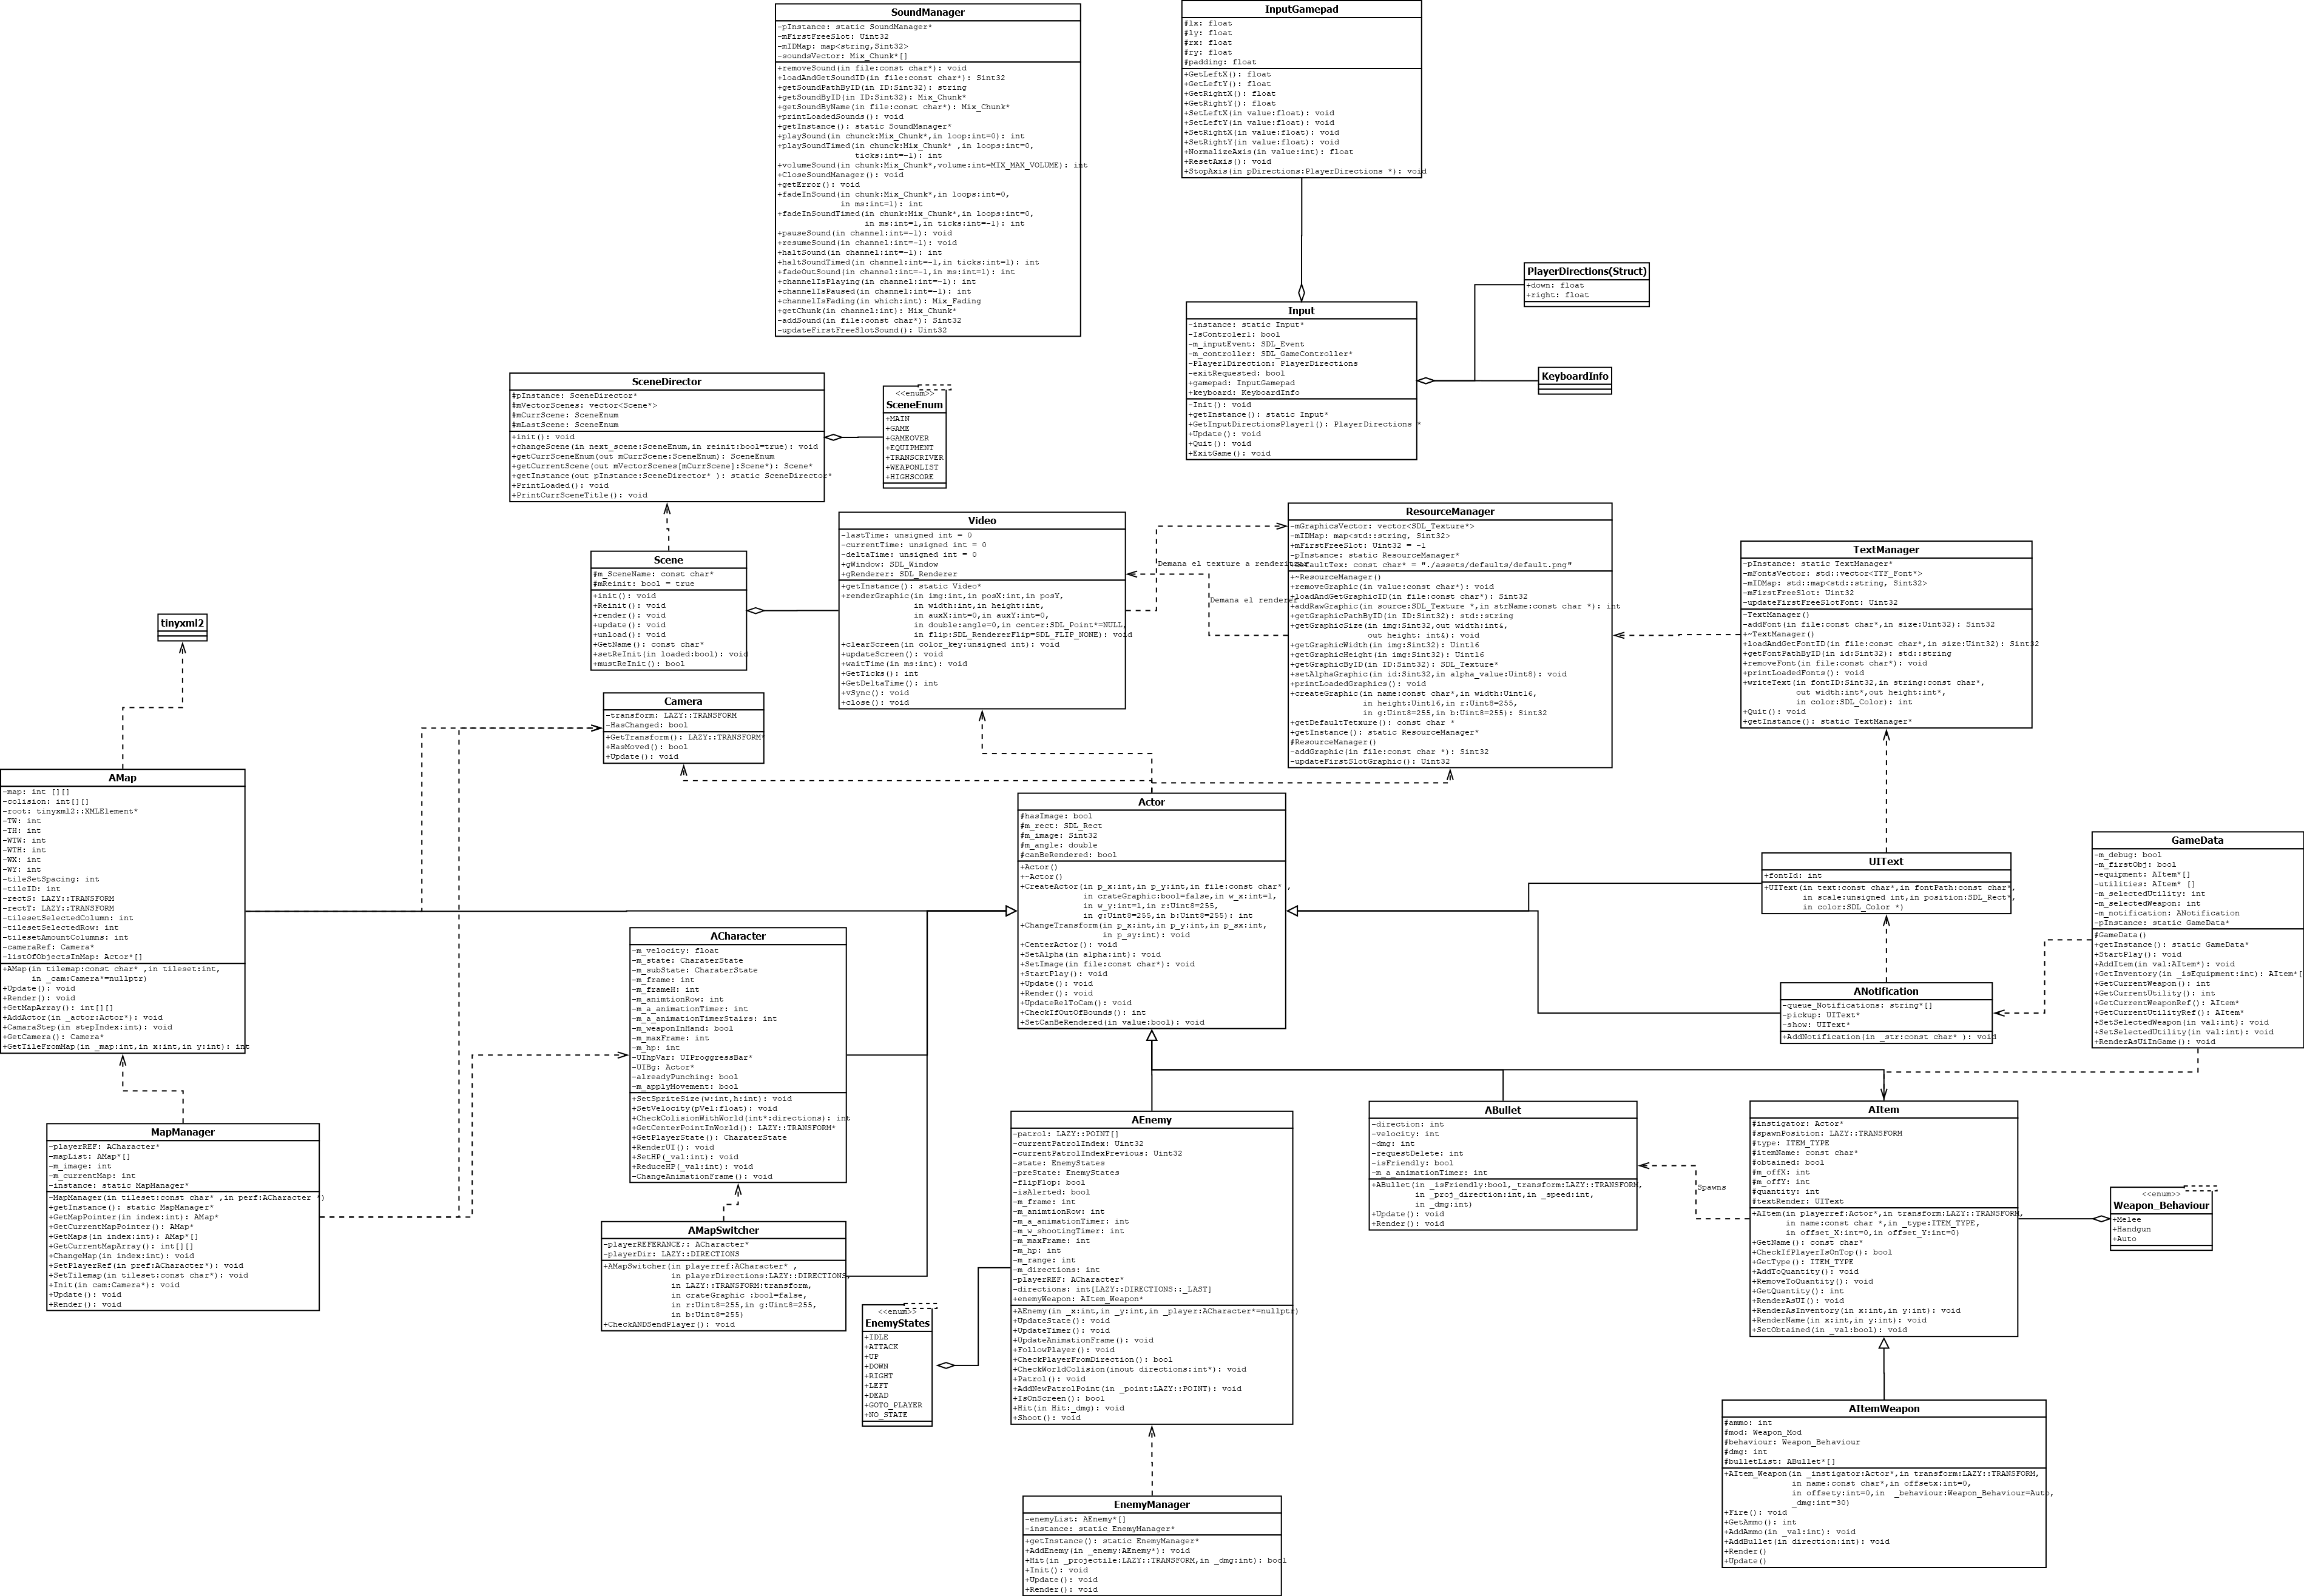 SoundManager
-pInstance: static SoundManager*
-mFirstFreeSlot: Uint32
-mIDMap: map<string,Sint32>
-soundsVector: Mix_Chunk*[]
+removeSound(in file:const char*): void
+loadAndGetSoundID(in file:const char*): Sint32
+getSoundPathByID(in ID:Sint32): string
+getSoundByID(in ID:Sint32): Mix_Chunk*
+getSoundByName(in file:const char*): Mix_Chunk*
+printLoadedSounds(): void
+getInstance(): static SoundManager*
+playSound(in chunck:Mix_Chunk*,in loop:int=0): int
+playSoundTimed(in chunck:Mix_Chunk* ,in loops:int=0,
ticks:int=-1): int
+volumeSound(in chunk:Mix_Chunk*,volume:int=MIX_MAX_VOLUME): int
+CloseSoundManager(): void
+getError(): void
+fadeInSound(in chunk:Mix_Chunk*,in loops:int=0,
in ms:int=1): int
+fadeInSoundTimed(in chunk:Mix_Chunk*,in loops:int=0,
in ms:int=1,in ticks:int=-1): int
+pauseSound(in channel:int=-1): void
+resumeSound(in channel:int=-1): void
+haltSound(in channel:int=-1): int
+haltSoundTimed(in channel:int=-1,in ticks:int=1): int
+fadeOutSound(in channel:int=-1,in ms:int=1): int
+channelIsPlaying(in channel:int=-1): int
+channelIsPaused(in channel:int=-1): int
+channelIsFading(in which:int): Mix_Fading
+getChunk(in channel:int): Mix_Chunk*
-addSound(in file:const char*): Sint32
-updateFirstFreeSlotSound(): Uint32
InputGamepad
#lx: float
#ly: float
#rx: float
#ry: float
#padding: float
+GetLeftX(): float
+GetLeftY(): float
+GetRightX(): float
+GetRightY(): float
+SetLeftX(in value:float): void
+SetLeftY(in value:float): void
+SetRightX(in value:float): void
+SetRightY(in value:float): void
+NormalizeAxis(in value:int): float
+ResetAxis(): void
+StopAxis(in pDirections:PlayerDirections *): void
PlayerDirections(Struct)
+down: float
+right: float
Input
-instance: static Input*
-IsControler1: bool
-m_inputEvent: SDL_Event
-m_controller: SDL_GameController*
-Player1Direction: PlayerDirections
-exitRequested: bool
+gamepad: InputGamepad
+keyboard: KeyboardInfo
-Init(): void
+getInstance(): static Input*
+GetInputDirectionsPlayer1(): PlayerDirections *
+Update(): void
+Quit(): void
+ExitGame(): void
KeyboardInfo
SceneDirector
#pInstance: SceneDirector*
#mVectorScenes: vector<Scene*>
#mCurrScene: SceneEnum
#mLastScene: SceneEnum
+init(): void
+changeScene(in next_scene:SceneEnum,in reinit:bool=true): void
+getCurrSceneEnum(out mCurrScene:SceneEnum): SceneEnum
+getCurrentScene(out mVectorScenes[mCurrScene]:Scene*): Scene*
+getInstance(out pInstance:SceneDirector* ): static SceneDirector*
+PrintLoaded(): void
+PrintCurrSceneTitle(): void
<<enum>>
SceneEnum
+MAIN
+GAME
+GAMEOVER
+EQUIPMENT
+TRANSCRIVER
+WEAPONLIST
+HIGHSCORE
Scene
#m_SceneName: const char*
#mReinit: bool = true
+init(): void
+Reinit(): void
+render(): void
+update(): void
+unload(): void
+GetName(): const char*
+setReInit(in loaded:bool): void
+mustReInit(): bool
Video
-lastTime: unsigned int = 0
-currentTime: unsigned int = 0
-deltaTime: unsigned int = 0
+gWindow: SDL_Window
+gRenderer: SDL_Renderer
+getInstance(): static Video*
+renderGraphic(in img:int,in posX:int,in posY,
in width:int,in height:int,
in auxX:int=0,in auxY:int=0,
in double:angle=0,in center:SDL_Point*=NULL,
in flip:SDL_RendererFlip=SDL_FLIP_NONE): void
+clearScreen(in color_key:unsigned int): void
+updateScreen(): void
+waitTime(in ms:int): void
+GetTicks(): int
+GetDeltaTime(): int
+vSync(): void
+close(): void
Demana el texture a renderitzar
Demana el renderer
ResourceManager
-mGraphicsVector: vector<SDL_Texture*>
-mIDMap: map<std::string, Sint32>
+mFirstFreeSlot: Uint32 = -1
-pInstance: static ResourceManager*
+defaultTex: const char* = "./assets/defaults/default.png"
+~ResourceManager()
+removeGraphic(in value:const char*): void
+loadAndGetGraphicID(in file:const char*): Sint32
+addRawGraphic(in source:SDL_Texture *,in strName:const char *): int
+getGraphicPathByID(in ID:Sint32): std::string
+getGraphicSize(in img:Sint32,out width:int&,
out height: int&): void
+getGraphicWidth(in img:Sint32): Uint16
+getGraphicHeight(in img:Sint32): Uint16
+getGraphicByID(in ID:Sint32): SDL_Texture*
+setAlphaGraphic(in id:Sint32,in alpha_value:Uint8): void
+printLoadedGraphics(): void
+createGraphic(in name:const char*,in width:Uint16,
in height:Uint16,in r:Uint8=255,
in g:Uint8=255,in b:Uint8=255): Sint32
+getDefaultTetxure(): const char *
+getInstance(): static ResourceManager*
#ResourceManager()
-addGraphic(in file:const char *): Sint32
-updateFirstSlotGraphic(): Uint32
TextManager
-pInstance: static TextManager*
-mFontsVector: std::vector<TTF_Font*>
-mIDMap: std::map<std::string, Sint32>
-mFirstFreeSlot: Uint32
-updateFirstFreeSlotFont: Uint32
-TextManager()
-addFont(in file:const char*,in size:Uint32): Sint32
+~TextManager()
+loadAndGetFontID(in file:const char*,in size:Uint32): Sint32
+getFontPathByID(in id:Sint32): std::string
+removeFont(in file:const char*): void
+printLoadedFonts(): void
+writeText(in fontID:Sint32,in string:const char*,
out width:int*,out height:int*,
in color:SDL_Color): int
+Quit(): void
+getInstance(): static TextManager*
tinyxml2
Camera
-transform: LAZY::TRANSFORM
-HasChanged: bool
+GetTransform(): LAZY::TRANSFORM*
+HasMoved(): bool
+Update(): void
AMap
-map: int [][]
-colision: int[][]
-root: tinyxml2::XMLElement*
-TW: int
-TH: int
-WTW: int
-WTH: int
-WX: int
-WY: int
-tileSetSpacing: int
-tileID: int
-rectS: LAZY::TRANSFORM
-rectT: LAZY::TRANSFORM
-tilesetSelectedColumn: int
-tilesetSelectedRow: int
-tilesetAmountColumns: int
-cameraRef: Camera*
-listOfObjectsInMap: Actor*[]
+AMap(in tilemap:const char* ,in tileset:int,
in _cam:Camera*=nullptr)
+Update(): void
+Render(): void
+GetMapArray(): int[][]
+AddActor(in _actor:Actor*): void
+CamaraStep(in stepIndex:int): void
+GetCamera(): Camera*
+GetTileFromMap(in _map:int,in x:int,in y:int): int
Actor
#hasImage: bool
#m_rect: SDL_Rect
#m_image: Sint32
#m_angle: double
#canBeRendered: bool
+Actor()
+~Actor()
+CreateActor(in p_x:int,in p_y:int,in file:const char* ,
in crateGraphic:bool=false,in w_x:int=1,
in w_y:int=1,in r:Uint8=255,
in g:Uint8=255,in b:Uint8=255): int
+ChangeTransform(in p_x:int,in p_y:int,in p_sx:int,
in p_sy:int): void
+CenterActor(): void
+SetAlpha(in alpha:int): void
+SetImage(in file:const char*): void
+StartPlay(): void
+Update(): void
+Render(): void
+UpdateRelToCam(): void
+CheckIfOutOfBounds(): int
+SetCanBeRendered(in value:bool): void
UIText
+fontId: int
+UIText(in text:const char*,in fontPath:const char*,
in scale:unsigned int,in position:SDL_Rect*,
in color:SDL_Color *)
GameData
-m_debug: bool
-m_firstObj: bool
-equipment: AItem*[]
-utilities: AItem* []
-m_selectedUtility: int
-m_selectedWeapon: int
-m_notification: ANotification
-pInstance: static GameData*
#GameData()
+getInstance(): static GameData*
+StartPlay(): void
+AddItem(in val:AItem*): void
+GetInventory(in _isEquipment:int): AItem*[
+GetCurrentWeapon(): int
+GetCurrentUtility(): int
+GetCurrentWeaponRef(): AItem*
+GetCurrentUtilityRef(): AItem*
+SetSelectedWeapon(in val:int): void
+SetSelectedUtility(in val:int): void
+RenderAsUiInGame(): void
ACharacter
-m_velocity: float
-m_state: CharaterState
-m_subState: CharaterState
-m_frame: int
-m_frameH: int
-m_animtionRow: int
-m_a_animationTimer: int
-m_a_animationTimerStairs: int
-m_weaponInHand: bool
-m_maxFrame: int
-m_hp: int
-UIhpVar: UIProggressBar*
-UIBg: Actor*
-alreadyPunching: bool
-m_applyMovement: bool
+SetSpriteSize(w:int,h:int): void
+SetVelocity(pVel:float): void
+CheckColisionWithWorld(int*:directions): int
+GetCenterPointInWorld(): LAZY::TRANSFORM*
+GetPlayerState(): CharaterState
+RenderUI(): void
+SetHP(_val:int): void
+ReduceHP(_val:int): void
-ChangeAnimationFrame(): void
ANotification
-queue_Notifications: string*[]
-pickup: UIText*
-show: UIText*
+AddNotification(in _str:const char* ): void
MapManager
-playerREF: ACharacter*
-mapList: AMap*[]
-m_image: int
-m_currentMap: int
-instance: static MapManager*
-MapManager(in tileset:const char* ,in perf:ACharacter *)
+getInstance(): static MapManager*
+GetMapPointer(in index:int): AMap*
+GetCurrentMapPointer(): AMap*
+GetMaps(in index:int): AMap*[]
+GetCurrentMapArray(): int[][]
+ChangeMap(in index:int): void
+SetPlayerRef(in pref:ACharacter*): void
+SetTilemap(in tileset:const char*): void
+Init(in cam:Camera*): void
+Update(): void
+Render(): void
AMapSwitcher
-playerREFERANCE;: ACharacter*
-playerDir: LAZY::DIRECTIONS
+AMapSwitcher(in playerref:ACharacter* ,
in playerDirections:LAZY::DIRECTIONS,
in LAZY::TRANSFORM:transform,
in crateGraphic :bool=false,
in r:Uint8=255,in g:Uint8=255,
in b:Uint8=255)
+CheckANDSendPlayer(): void
<<enum>>
EnemyStates
+IDLE
+ATTACK
+UP
+DOWN
+RIGHT
+LEFT
+DEAD
+GOTO_PLAYER
+NO_STATE
AEnemy
-patrol: LAZY::POINT[]
-currentPatrolIndex: Uint32
-currentPatrolIndexPrevious: Uint32
-state: EnemyStates
-preState: EnemyStates
-flipFlop: bool
-isAlerted: bool
-m_frame: int
-m_animtionRow: int
-m_a_animationTimer: int
-m_w_shootingTimer: int
-m_maxFrame: int
-m_hp: int
-m_range: int
-m_directions: int
-playerREF: ACharacter*
-directions: int[LAZY::DIRECTIONS::_LAST]
+enemyWeapon: AItem_Weapon*
+AEnemy(in _x:int,in _y:int,in _player:ACharacter*=nullptr)
+UpdateState(): void
+UpdateTimer(): void
+UpdateAnimationFrame(): void
+FollowPlayer(): void
+CheckPlayerFromDirection(): bool
+CheckWorldColision(inout directions:int*): void
+Patrol(): void
+AddNewPatrolPoint(in _point:LAZY::POINT): void
+IsOnScreen(): bool
+Hit(in Hit:_dmg): void
+Shoot(): void
ABullet
-direction: int
-velocity: int
-dmg: int
-requestDelete: int
-isFriendly: bool
-m_a_animationTimer: int
+ABullet(in _isFriendly:bool,_transform:LAZY::TRANSFORM,
in _proj_direction:int,in _speed:int,
in _dmg:int)
+Update(): void
+Render(): void
Spawns
AItem
#instigator: Actor*
#spawnPosition: LAZY::TRANSFORM
#type: ITEM_TYPE
#itemName: const char*
#obtained: bool
#m_offX: int
#m_offY: int
#quantity: int
#textRender: UIText
+AItem(in playerref:Actor*,in transform:LAZY::TRANSFORM,
in name:const char *,in _type:ITEM_TYPE,
in offset_X:int=0,in offset_Y:int=0)
+GetName(): const char*
+CheckIfPlayerIsOnTop(): bool
+GetType(): ITEM_TYPE
+AddToQuantity(): void
+RemoveToQuantity(): void
+GetQuantity(): int
+RenderAsUI(): void
+RenderAsInventory(in x:int,in y:int): void
+RenderName(in x:int,in y:int): void
+SetObtained(in _val:bool): void
<<enum>>
Weapon_Behaviour
+Melee
+Handgun
+Auto
AItemWeapon
#ammo: int
#mod: Weapon_Mod
#behaviour: Weapon_Behaviour
#dmg: int
#bulletList: ABullet*[]
+AItem_Weapon(in _instigator:Actor*,in transform:LAZY::TRANSFORM,
in name:const char*,in offsetx:int=0,
in offsety:int=0,in _behaviour:Weapon_Behaviour=Auto,
_dmg:int=30)
+Fire(): void
+GetAmmo(): int
+AddAmmo(in _val:int): void
+AddBullet(in direction:int): void
+Render()
+Update()
EnemyManager
-enemyList: AEnemy*[]
-instance: static EnemyManager*
+getInstance(): static EnemyManager*
+AddEnemy(in _enemy:AEnemy*): void
+Hit(in _projectile:LAZY::TRANSFORM,in _dmg:int): bool
+Init(): void
+Update(): void
+Render(): void